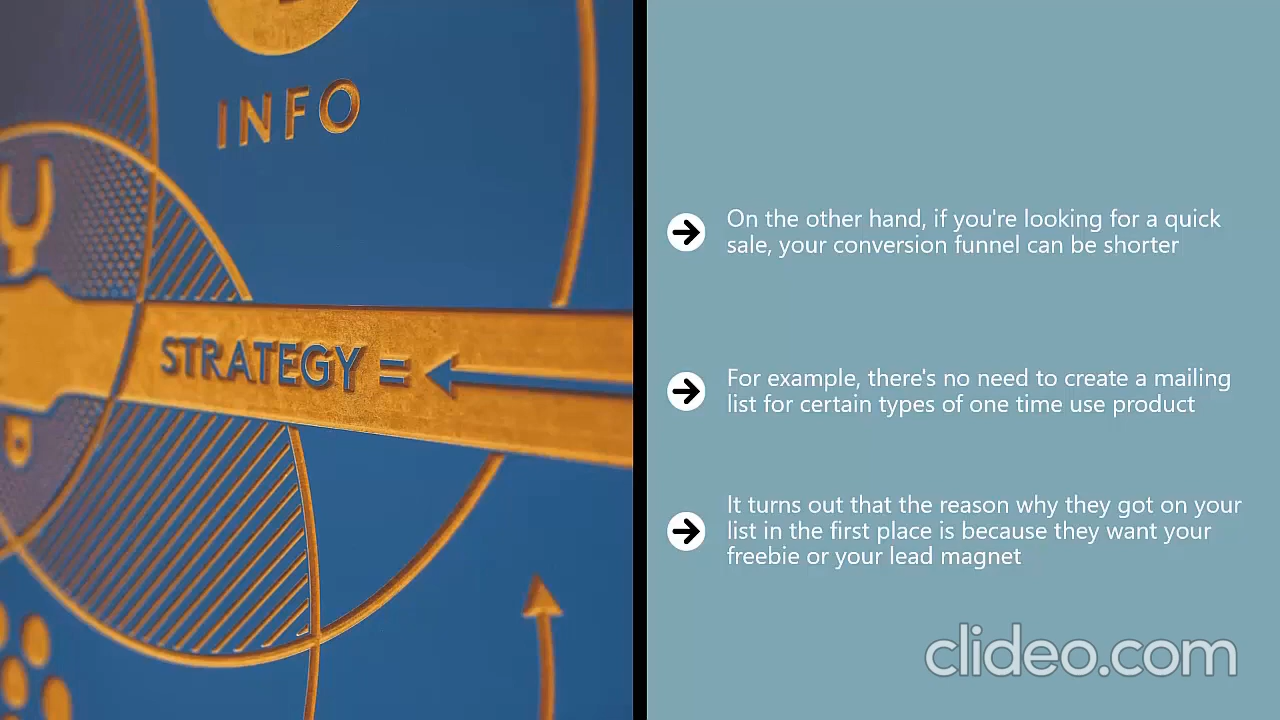 INFO
STRATEGY =
On the other hand, if you're looking for a quick
sale, your conversion funnel can be shorter
For example, there's no need to create a mailing
list for certain types of one time use product
It turns out that the reason why they got on your
list in the first place is because they want your
freebie or your lead magnet
clideo.com